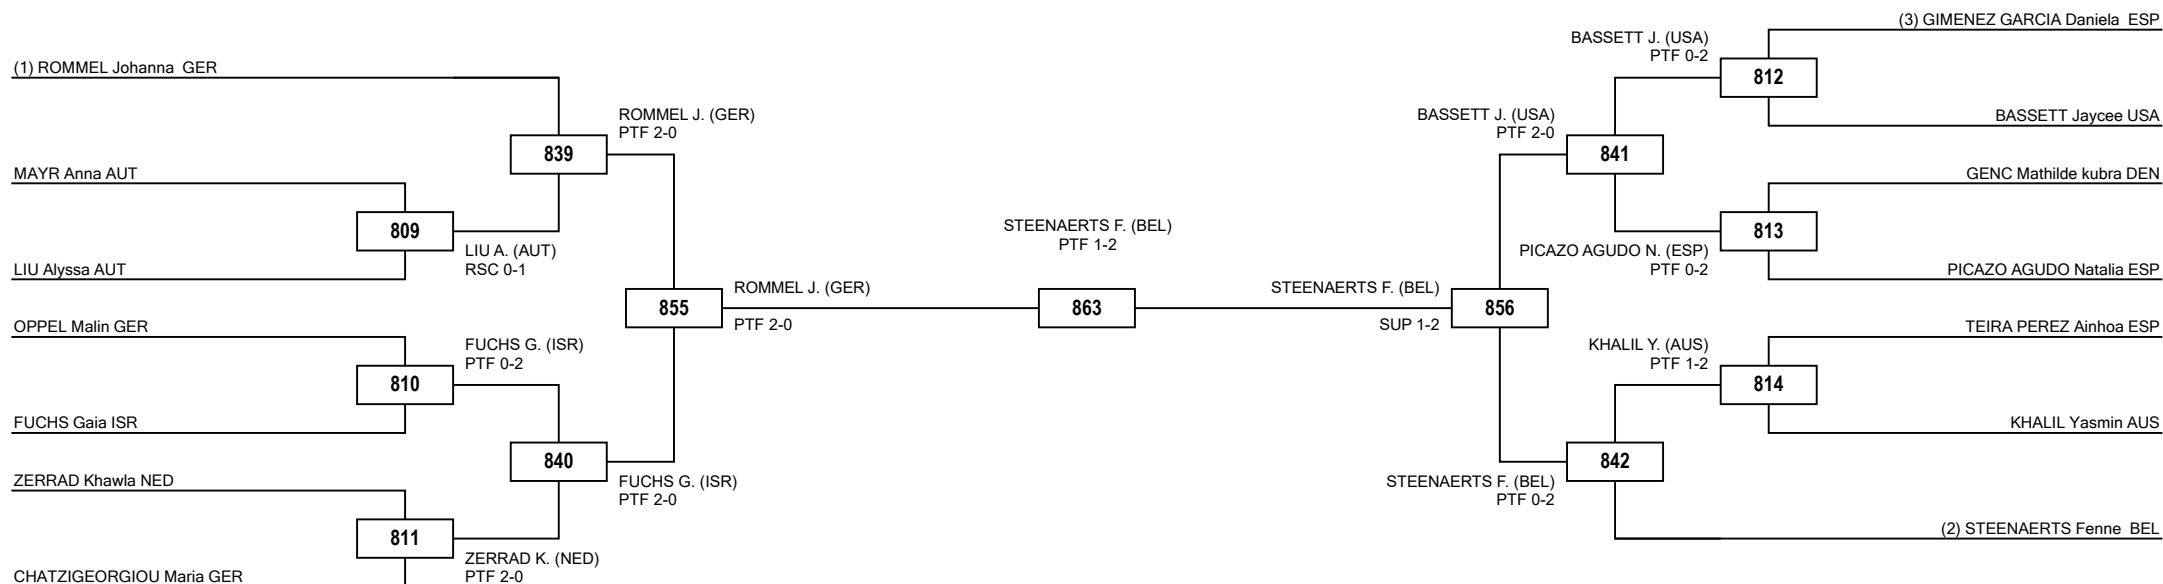 (3) GIMENEZ GARCIA Daniela ESP
BASSETT J. (USA)
PTF 0-2
(1) ROMMEL Johanna GER
812
ROMMEL J. (GER)
PTF 2-0
BASSETT J. (USA)
PTF 2-0
BASSETT Jaycee USA
839
841
MAYR Anna AUT
GENC Mathilde kubra DEN
809
STEENAERTS F. (BEL)
PTF 1-2
813
LIU A. (AUT)
RSC 0-1
PICAZO AGUDO N. (ESP)
PTF 0-2
LIU Alyssa AUT
PICAZO AGUDO Natalia ESP
855
ROMMEL J. (GER)
PTF 2-0
863
STEENAERTS F. (BEL)
SUP 1-2
856
OPPEL Malin GER
TEIRA PEREZ Ainhoa ESP
FUCHS G. (ISR)
PTF 0-2
KHALIL Y. (AUS)
PTF 1-2
810
814
FUCHS Gaia ISR
KHALIL Yasmin AUS
840
842
ZERRAD Khawla NED
FUCHS G. (ISR)
PTF 2-0
STEENAERTS F. (BEL)
PTF 0-2
811
(2) STEENAERTS Fenne BEL
ZERRAD K. (NED)
PTF 2-0
CHATZIGEORGIOU Maria GER